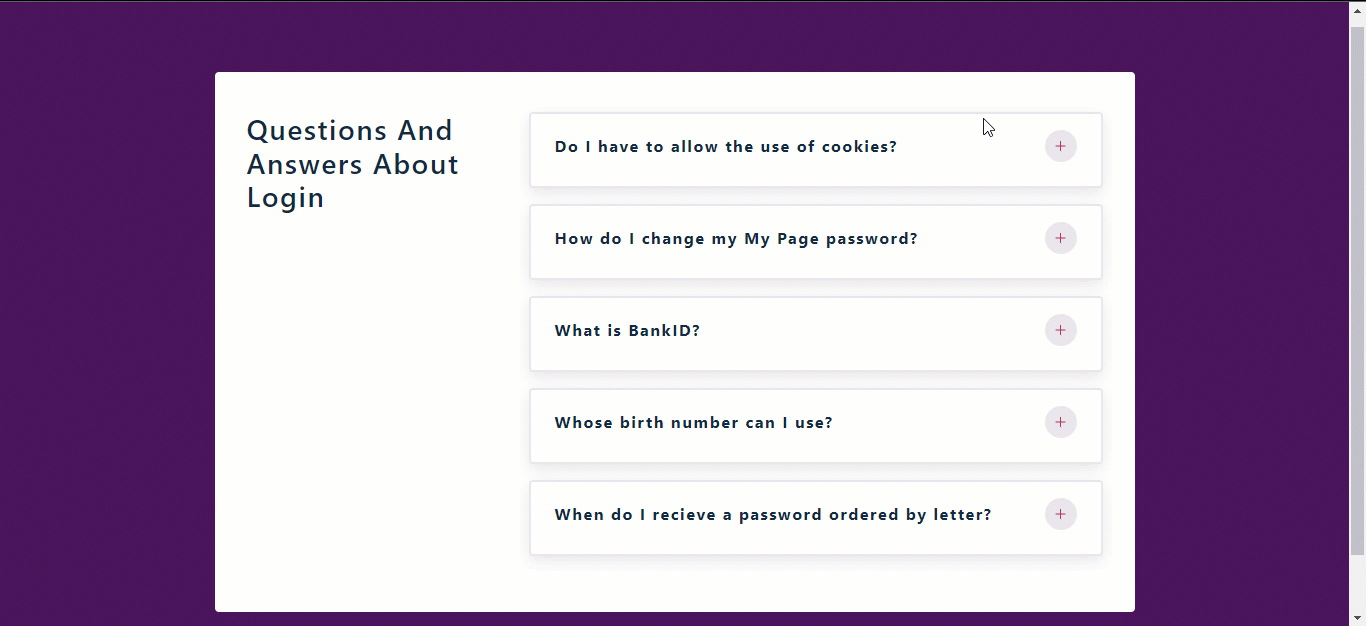 Questions And
Answers About
Login
Do I have to allow the use of cookies?
+
How do I change my My Page password?
+
What is BankID?
+
Whose birth number can I use?
+
When do I recieve a password ordered by letter?
+